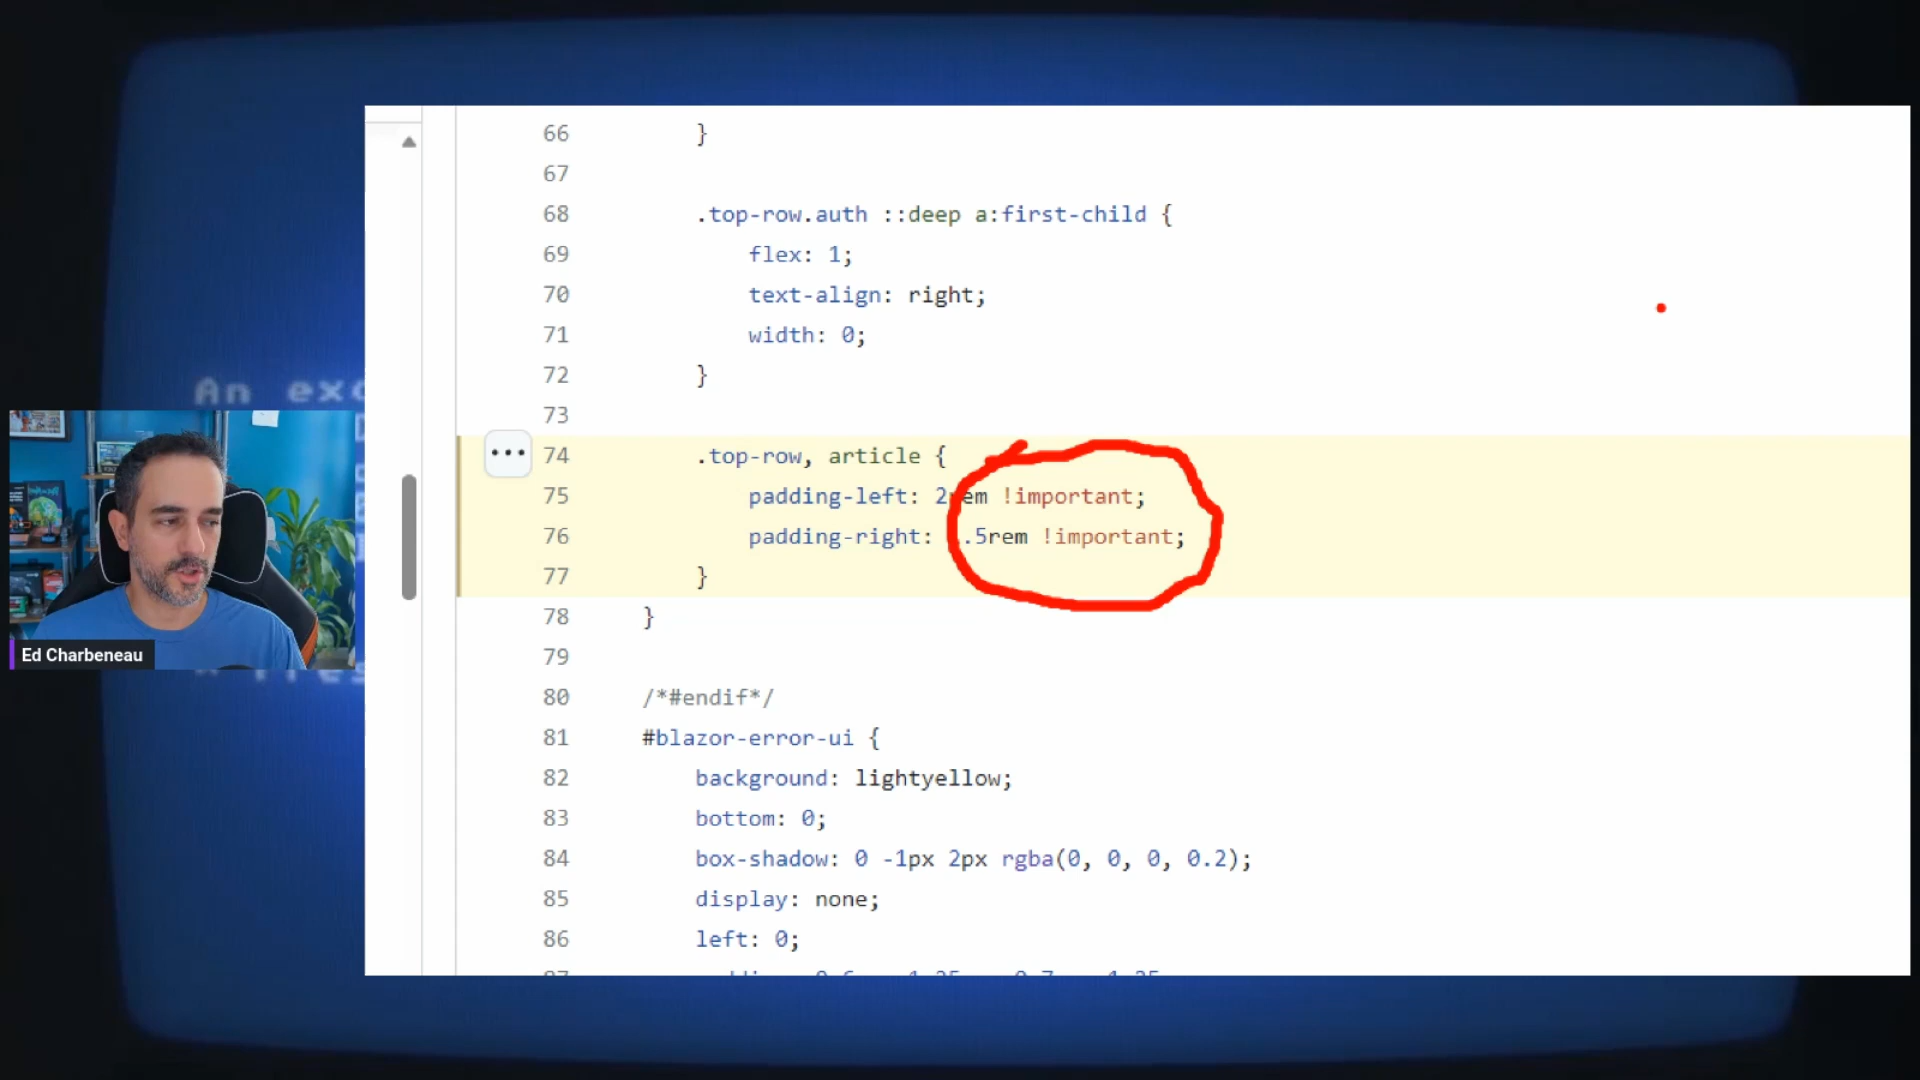 66 }
67
68 .top-row.auth ::deep a:first-child {
69 flex: 1;
70 text-align: right;
71 width: 0;
72 }
73
74 .top-row, article {
75 padding-left: 2rem !important;
76 padding-right: .5rem !important;
77 }
78 }
79
80 /*#endif*/
81 #blazor-error-ui {
82 background: lightyellow;
83 bottom: 0;
84 box-shadow: 0 -1px 2px rgba(0, 0, 0, 0.2);
85 display: none;
86 left: 0;
An exc
Ed Charbeneau